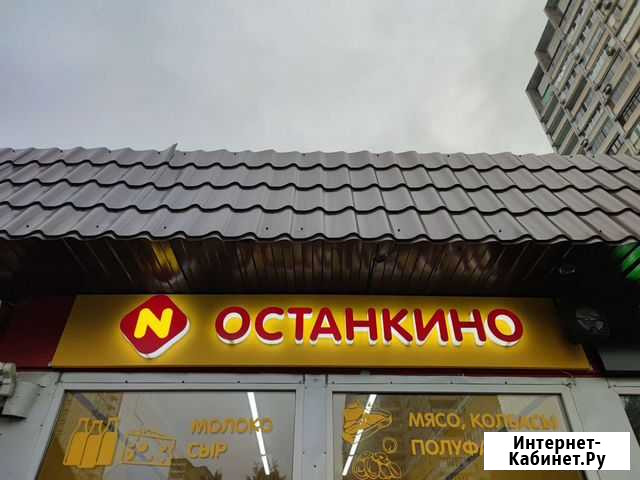 N ОСТАНКИНО
МОЛОКО
СЫР
МЯСО, КОЛБАСЫ
Интернет-
Кабинет.Ру